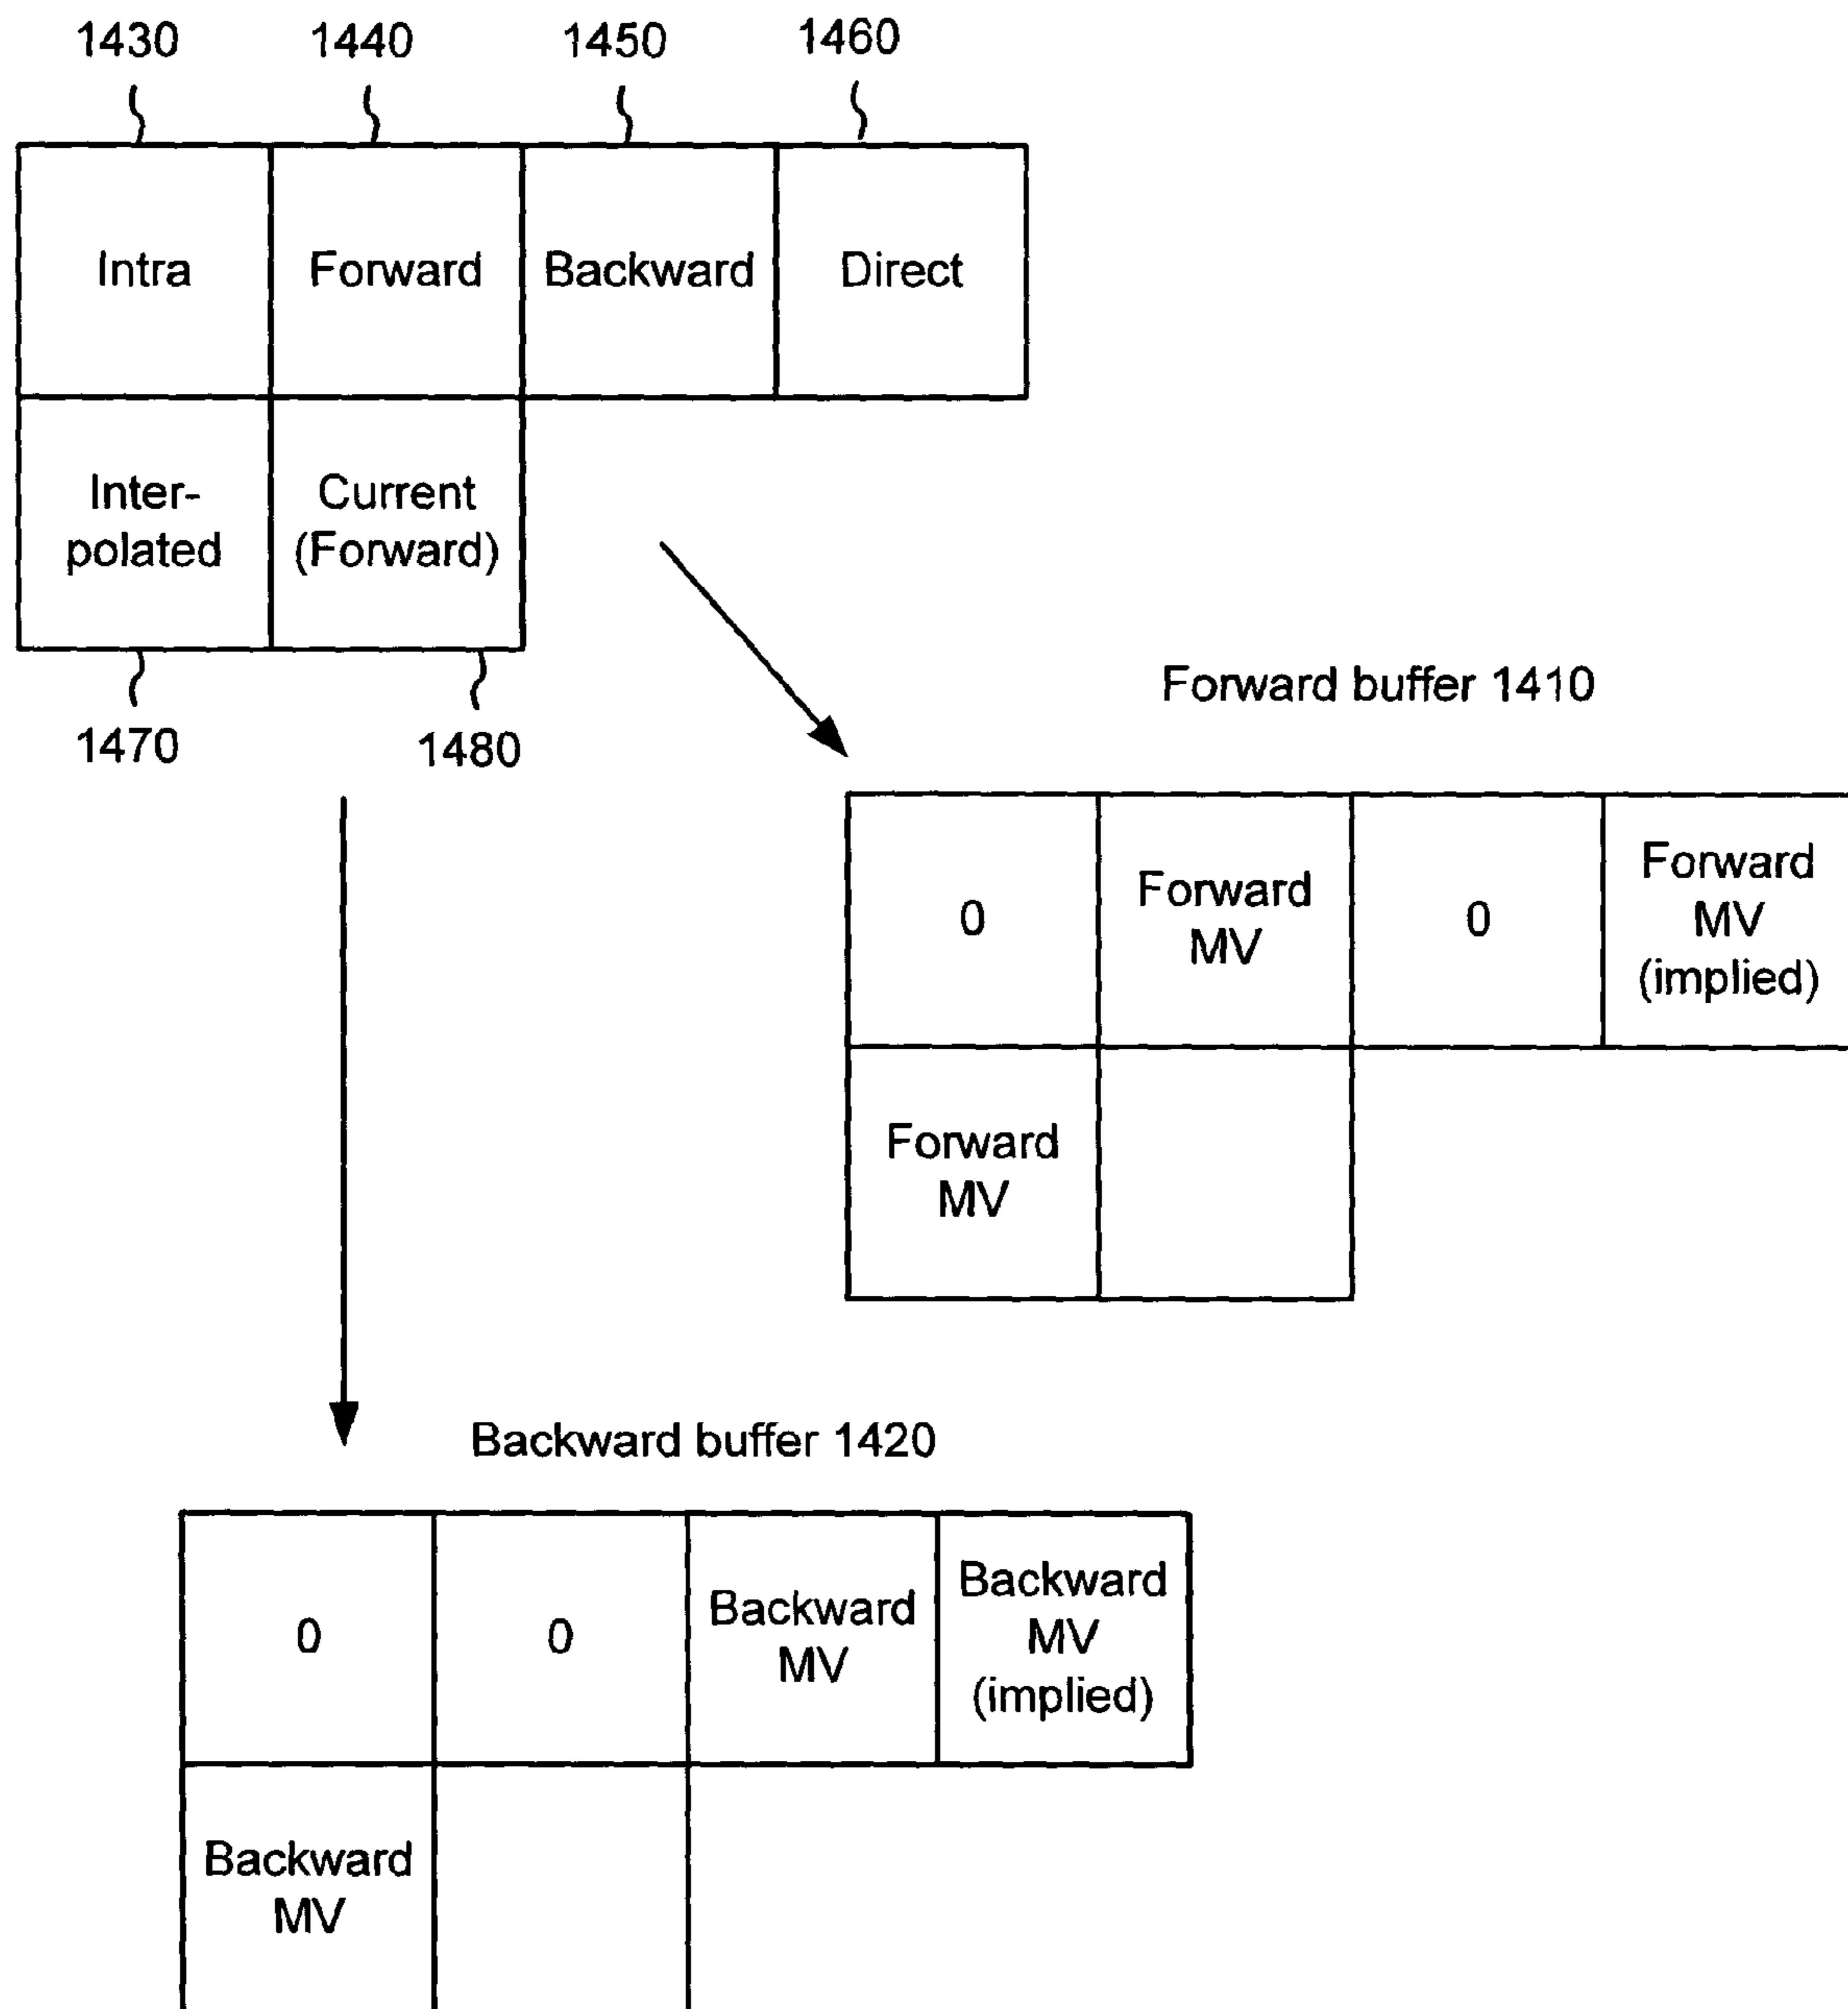 1430 1440 1450 1460
Intra Forward Backward Direct
Inter- Current
polated (Forward)
1470 1480
Forward buffer 1410
0 Forward MV 0 Forward MV (implied)
Forward
MV
Backward buffer 1420
0 0 Backward MV Backward MV (implied)
Backward
MV